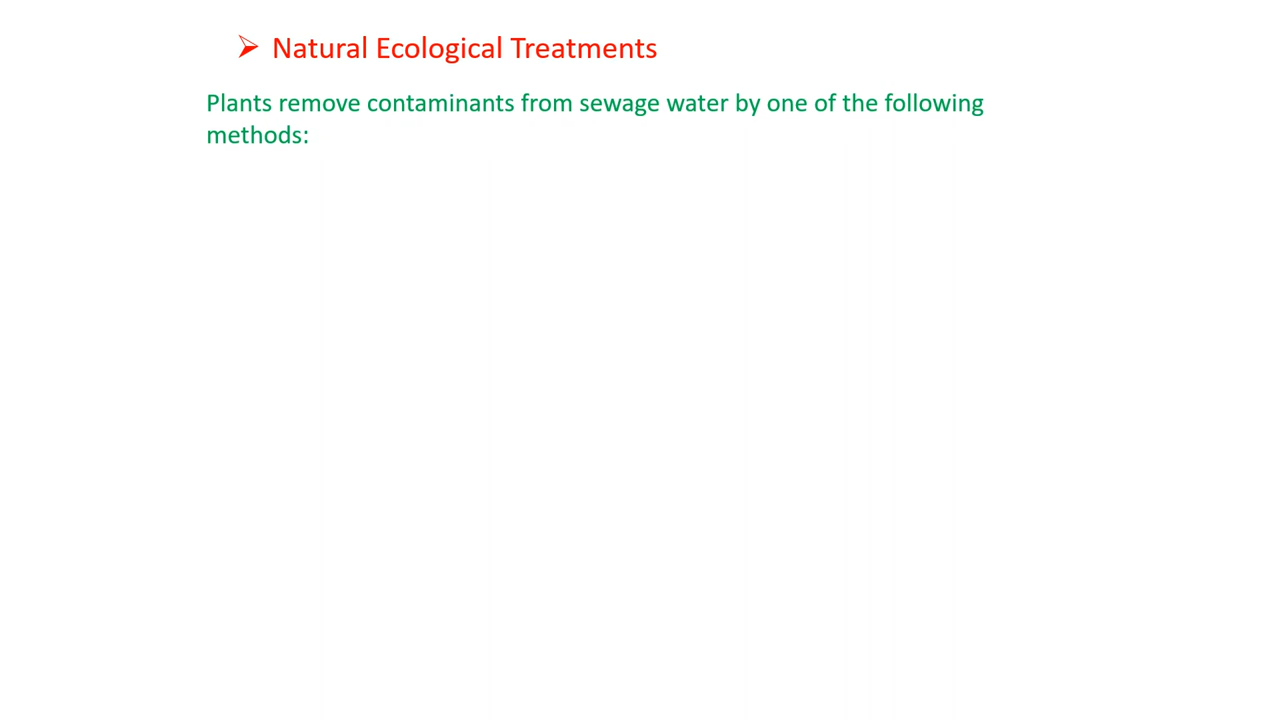 ➢ Natural Ecological Treatments
Plants remove contaminants from sewage water by one of the following
methods: